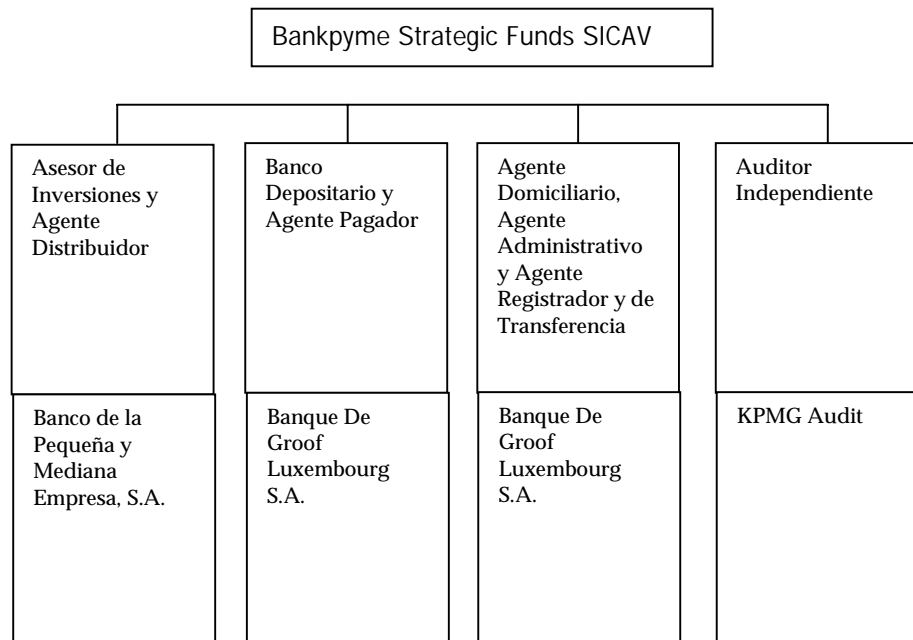 Bankpyme Strategic Funds SICAV
Asesor de
Inversiones y
Agente
Distribuidor
Banco
Depositario y
Agente Pagador
Agente
Domiciliario,
Agente
Administrativo
y Agente
Registrador y de
Transferencia
Auditor
Independiente
Banco de la
Pequeña y
Mediana
Empresa, S.A.
Banque De
Groof
Luxembourg
S.A.
Banque De
Groof
Luxembourg
S.A.
KPMG Audit